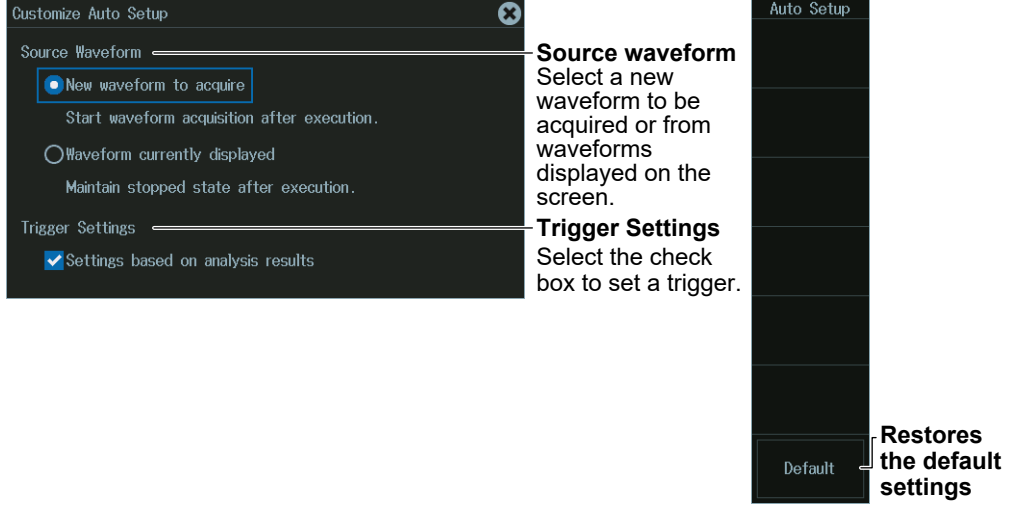 Customize Auto Setup
Source Waveform
New waveform to acquire
Start waveform acquisition after execution.
Waveform currently displayed
Maintain stopped state after execution.
Trigger Settings
Settings based on analysis results
Source waveform
Select a new
waveform to be
acquired or from
waveforms
displayed on the
screen.
Trigger Settings
Select the check
box to set a trigger.
Auto Setup
Default
Restores
the default
settings